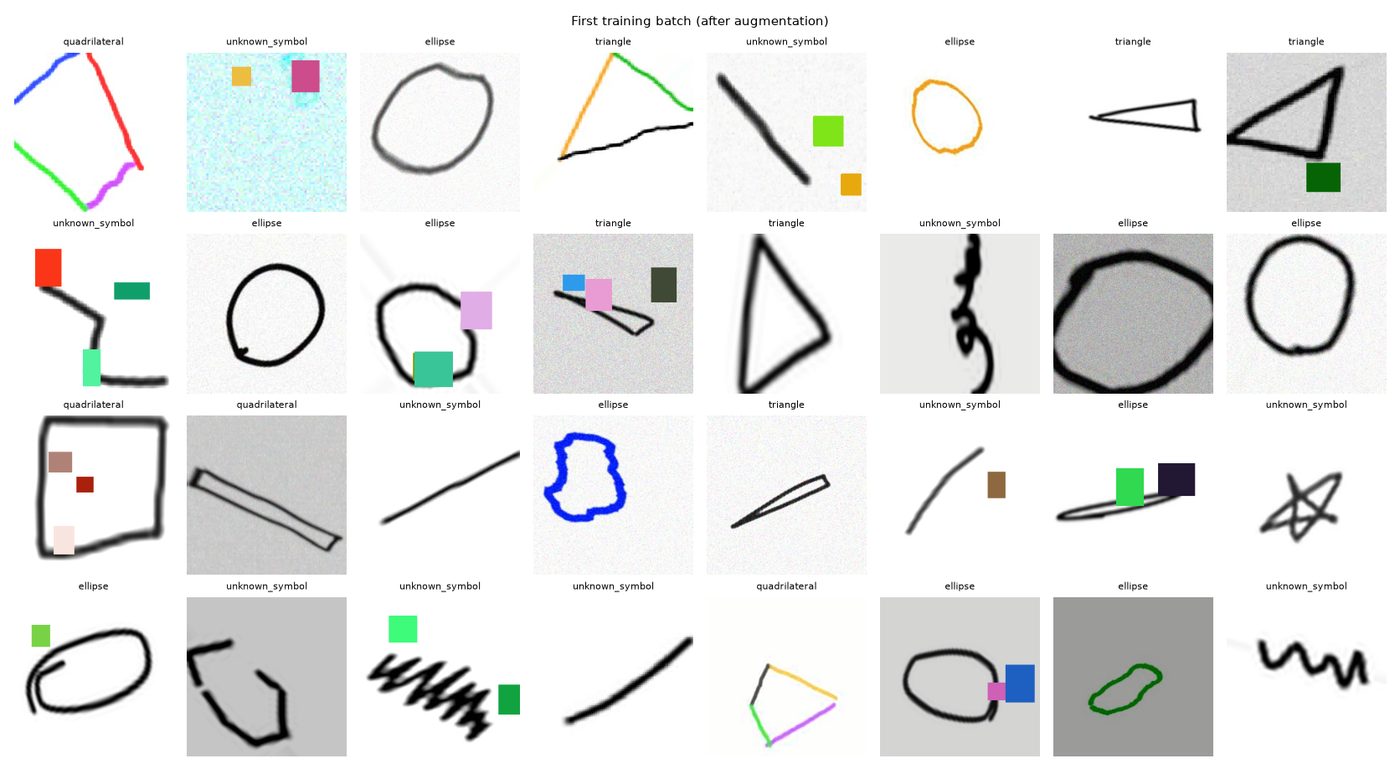 First training batch (after augmentation)
quadrilateral unknown_symbol ellipse triangle unknown_symbol ellipse triangle triangle
unknown_symbol ellipse ellipse triangle triangle unknown_symbol ellipse ellipse
quadrilateral quadrilateral unknown_symbol ellipse triangle unknown_symbol ellipse unknown_symbol
ellipse unknown_symbol unknown_symbol unknown_symbol quadrilateral ellipse ellipse unknown_symbol